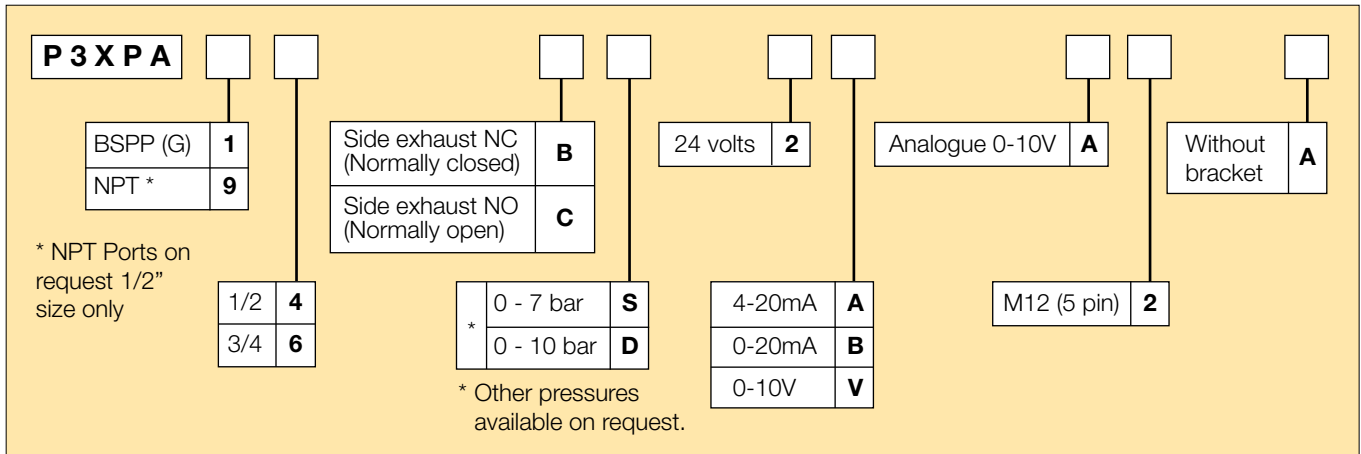 P 3 X P A
BSPP (G) 1
NPT * 9
* NPT Ports on
request 1/2”
size only
1/2 4
3/4 6
Side exhaust NC
(Normally closed) B
Side exhaust NO
(Normally open) C
* 0 - 7 bar S
0 - 10 bar D
* Other pressures
available on request.
24 volts 2
4-20mA A
0-20mA B
0-10V V
Analogue 0-10V A
M12 (5 pin) 2
Without
bracket A